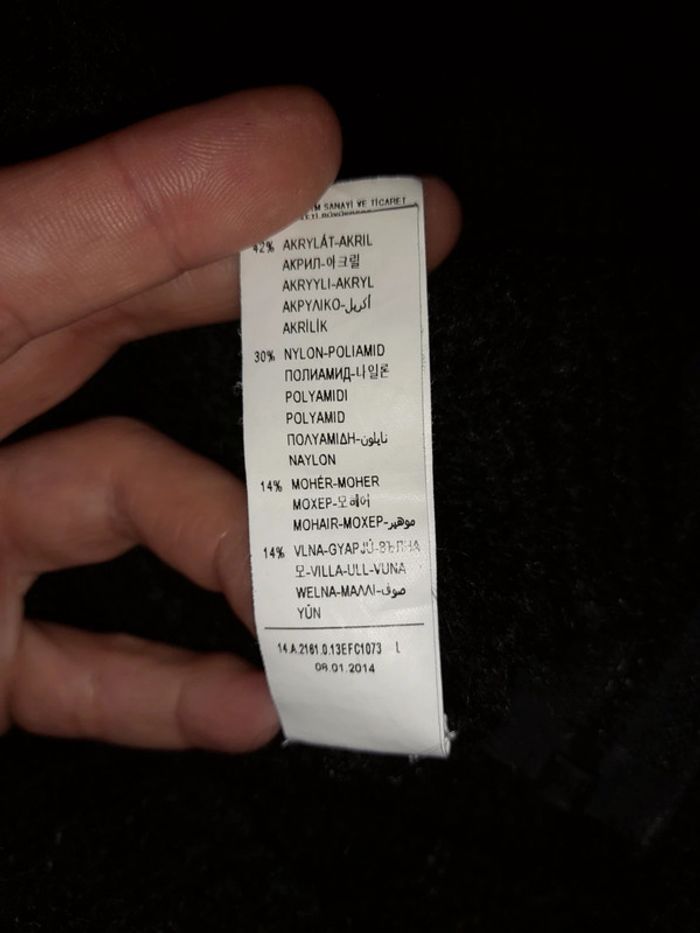 SANAYİ VE TİCARET
42% AKRYLÁT-AKRIL
АКРИЛ-아크릴
AKRYYLI-AKRYL
ΑΚΡΥΛΙΚΟ-أكريل
AKRİLİK
30% NYLON-POLIAMID
ПОЛИАМИД-나일론
POLYAMIDI
POLYAMID
ΠΟΛΥΑΜΙΔΗ-نايلون
NAYLON
14% MOHÉR-MOHER
МОХЕР-모헤어
MOHAIR-ΜΟΧΕΡ-موهير
14% VLNA-GYAPJÚ-ВЪЛНА
모-VILLA-ULL-VUNA
WELNA-ΜΑΛΛΙ-صوف
YÜN
14.A.2161.0.13EFC1073 L
08.01.2014